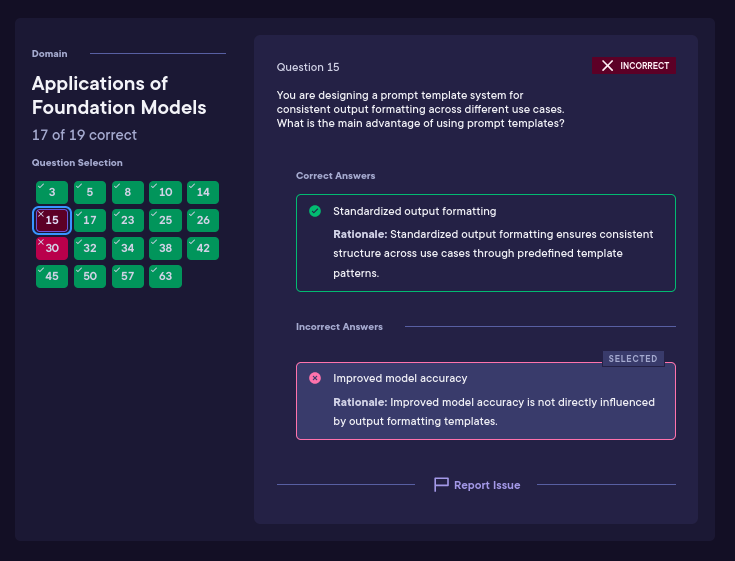 Domain
Applications of
Foundation Models
17 of 19 correct
Question Selection
3 5 8 10 14
15 17 23 25 26
30 32 34 38 42
45 50 57 63
Question 15
INCORRECT
You are designing a prompt template system for
consistent output formatting across different use cases.
What is the main advantage of using prompt templates?
Correct Answers
Standardized output formatting
Rationale: Standardized output formatting ensures consistent
structure across use cases through predefined template
patterns.
Incorrect Answers
SELECTED
Improved model accuracy
Rationale: Improved model accuracy is not directly influenced
by output formatting templates.
Report Issue